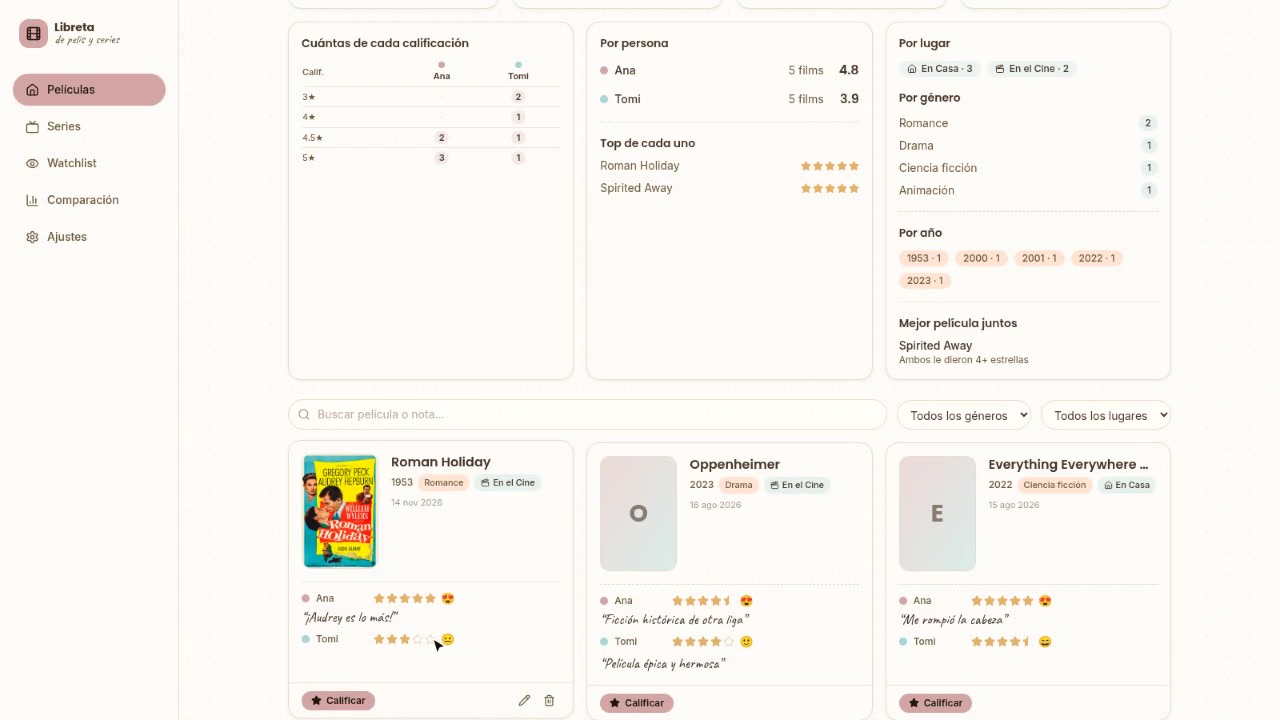 Libreta
de pelis y series
Películas
Series
Watchlist
Comparación
Ajustes
Cuántas de cada calificación
Calif.
Ana
Tomi
3★
-
2
4★
-
1
4.5★
2
1
5★
3
1
Por persona
Ana
5 films
4.8
Tomi
5 films
3.9
Top de cada uno
Roman Holiday
Spirited Away
Por lugar
En Casa · 3
En el Cine · 2
Por género
Romance
2
Drama
1
Ciencia ficción
1
Animación
1
Por año
1953 · 1
2000 · 1
2001 · 1
2022 · 1
2023 · 1
Mejor película juntos
Spirited Away
Ambos le dieron 4+ estrellas
Buscar película o nota...
Todos los géneros
Todos los lugares
GREGORY PECK
AUDREY HEPBURN
WILLIAM
WYLER'S
Roman
Holiday
Roman Holiday
1953
Romance
En el Cine
14 nov 2026
Ana
"¡Audrey es lo más!"
Tomi
Calificar
O
Oppenheimer
2023
Drama
En el Cine
16 ago 2026
Ana
"Ficción histórica de otra liga"
Tomi
"Película épica y hermosa"
Calificar
E
Everything Everywhere ...
2022
Ciencia ficción
En Casa
15 ago 2026
Ana
"Me rompió la cabeza"
Tomi
Calificar